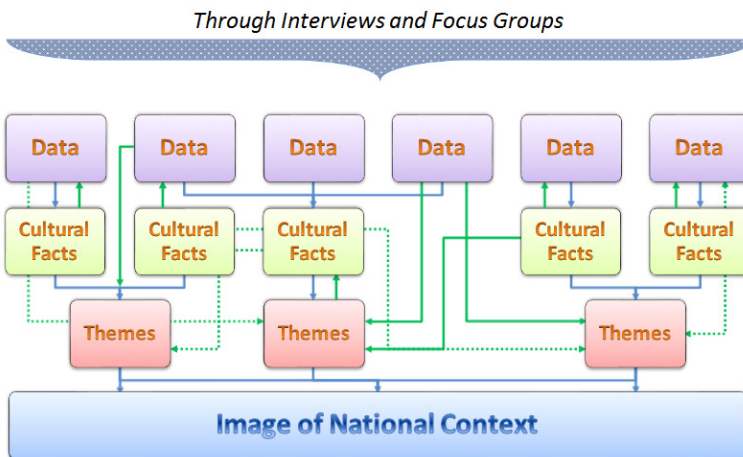 Through Interviews and Focus Groups
Data
Data
Data
Data
Data
Data
Cultural
Facts
Cultural
Facts
Cultural
Facts
Cultural
Facts
Cultural
Facts
Themes
Themes
Themes
Image of National Context